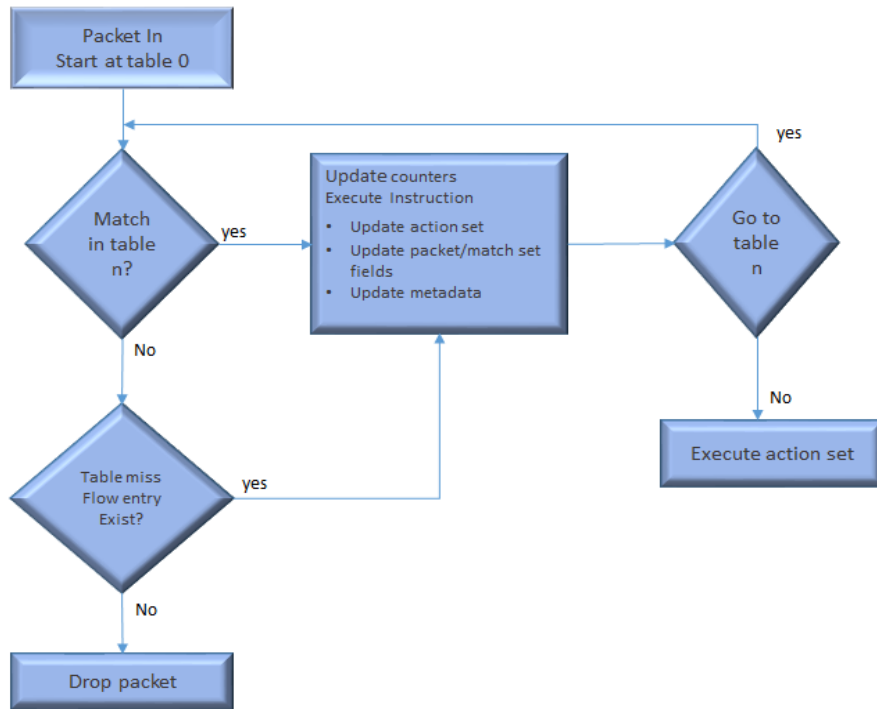 Packet In
Start at table 0
yes
Match
in table
n?
yes
Update counters
Execute Instruction
• Update action set
• Update packet/match set
fields
• Update metadata
Go to
table
n
No
No
Execute action set
Table miss
Flow entry
Exist?
yes
No
Drop packet